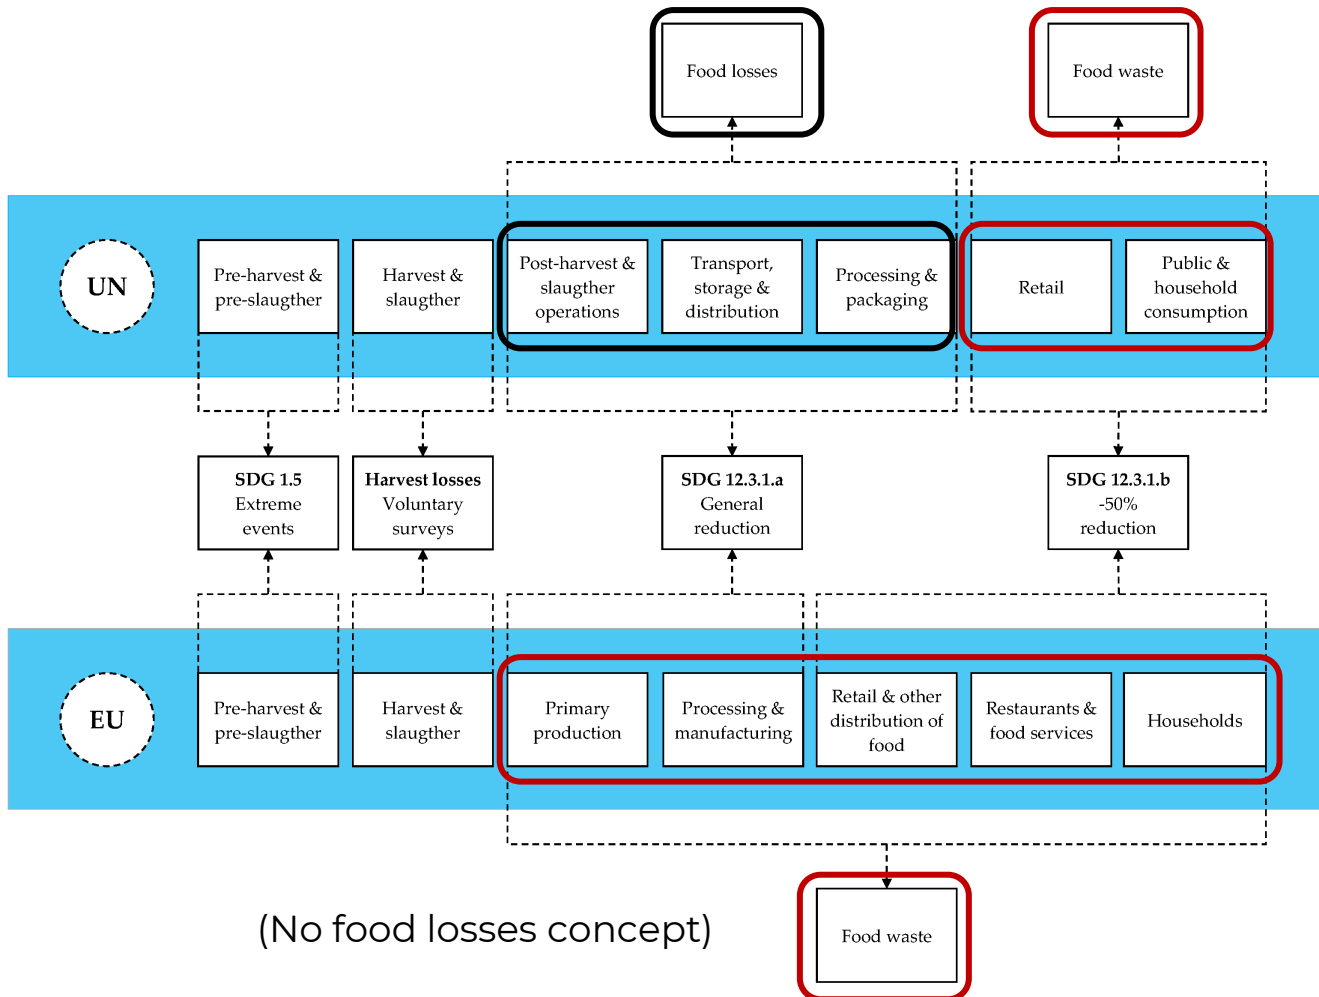 Food losses
Food waste
UN
Pre-harvest &
pre-slaugther
Harvest &
slaugther
Post-harvest &
slaugther
operations
Transport,
storage &
distribution
Processing &
packaging
Retail
Public &
household
consumption
SDG 1.5
Extreme
events
Harvest losses
Voluntary
surveys
SDG 12.3.1.a
General
reduction
SDG 12.3.1.b
-50%
reduction
EU
Pre-harvest &
pre-slaugther
Harvest &
slaugther
Primary
production
Processing &
manufacturing
Retail & other
distribution of
food
Restaurants &
food services
Households
(No food losses concept)
Food waste